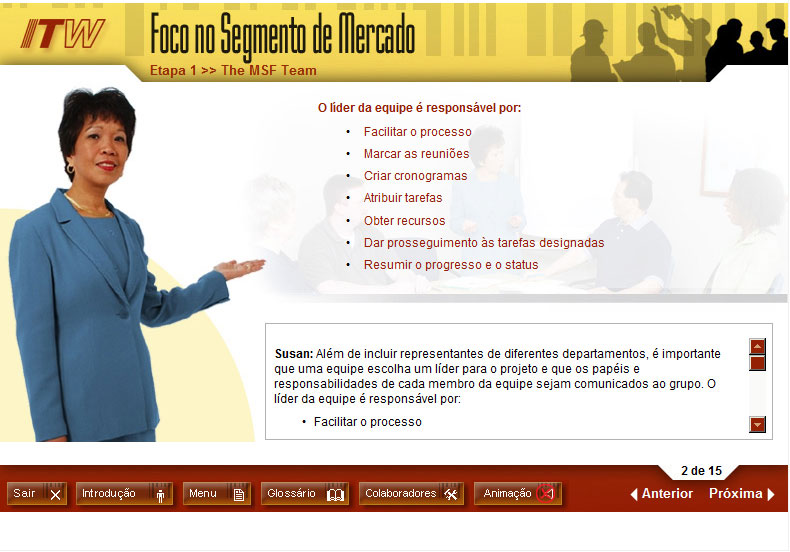 ITW
Foco no Segmento de Mercado
Etapa 1 >> The MSF Team
O líder da equipe é responsável por:
• Facilitar o processo
• Marcar as reuniões
• Criar cronogramas
• Atribuir tarefas
• Obter recursos
• Dar prosseguimento às tarefas designadas
• Resumir o progresso e o status
Susan: Além de incluir representantes de diferentes departamentos, é importante
que uma equipe escolha um líder para o projeto e que os papéis e
responsabilidades de cada membro da equipe sejam comunicados ao grupo. O
líder da equipe é responsável por:
• Facilitar o processo
2 de 15
Sair
Introdução
Menu
Glossário
Colaboradores
Animação
Anterior
Próxima